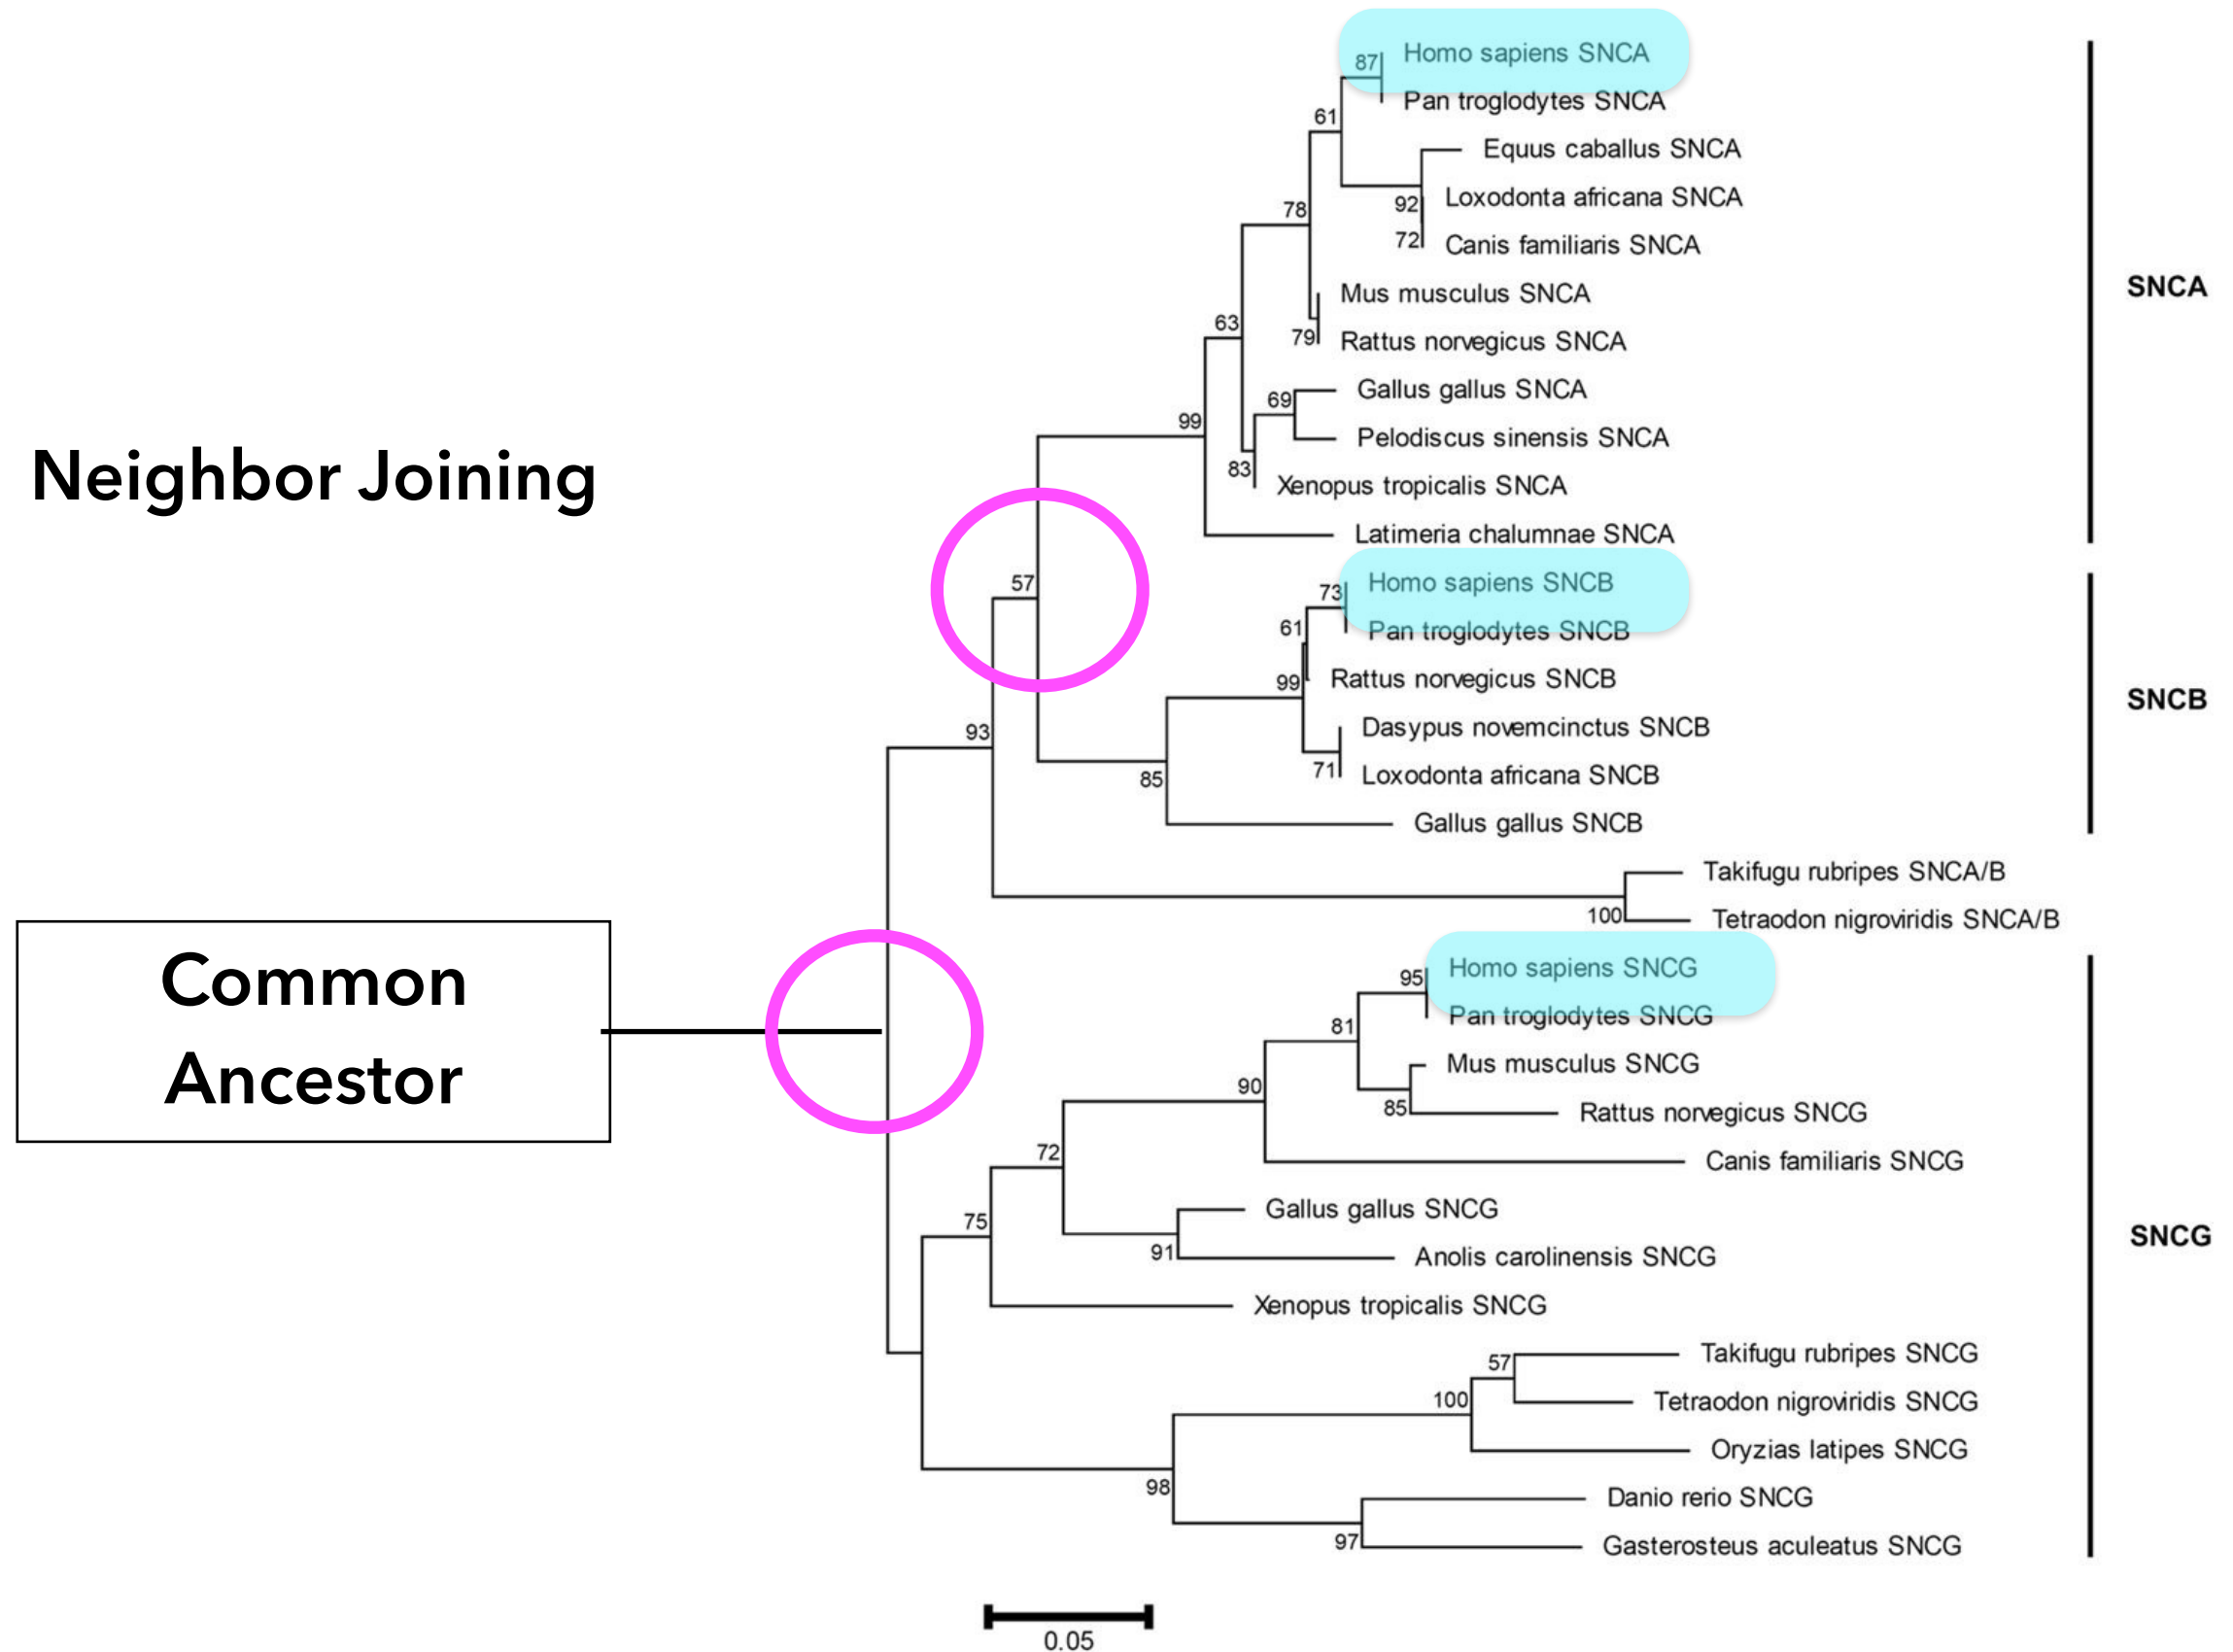 Neighbor Joining
Common
Ancestor
87
Homo sapiens SNCA
Pan troglodytes SNCA
61
Equus caballus SNCA
92
Loxodonta africana SNCA
72
Canis familiaris SNCA
78
Mus musculus SNCA
79
Rattus norvegicus SNCA
63
69
Gallus gallus SNCA
Pelodiscus sinensis SNCA
83
Xenopus tropicalis SNCA
99
Latimeria chalumnae SNCA
SNCA
57
73
Homo sapiens SNCB
Pan troglodytes SNCB
61
Rattus norvegicus SNCB
99
Dasypus novemcinctus SNCB
71
Loxodonta africana SNCB
85
Gallus gallus SNCB
SNCB
93
Takifugu rubripes SNCA/B
100
Tetraodon nigroviridis SNCA/B
95
Homo sapiens SNCG
Pan troglodytes SNCG
81
Mus musculus SNCG
85
Rattus norvegicus SNCG
90
Canis familiaris SNCG
72
Gallus gallus SNCG
91
Anolis carolinensis SNCG
75
Xenopus tropicalis SNCG
57
Takifugu rubripes SNCG
Tetraodon nigroviridis SNCG
100
Oryzias latipes SNCG
98
Danio rerio SNCG
97
Gasterosteus aculeatus SNCG
SNCG
0.05